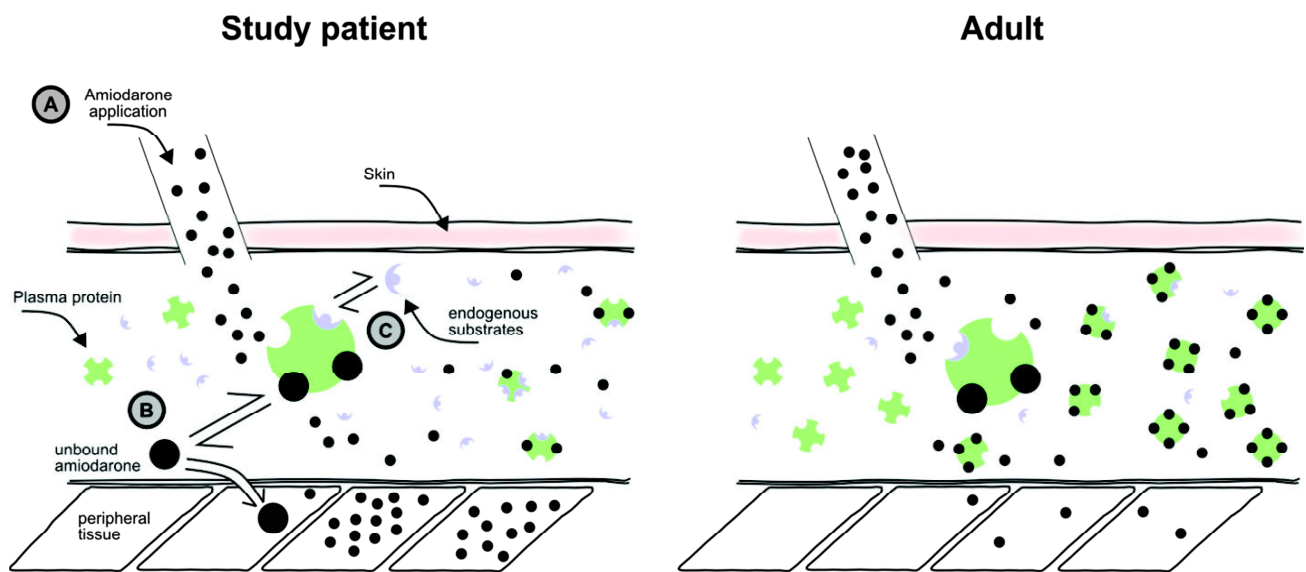 Study patient
Adult
A
Amiodarone
application
Skin
Plasma protein
endogenous
substrates
C
B
unbound
amiodarone
peripheral
tissue